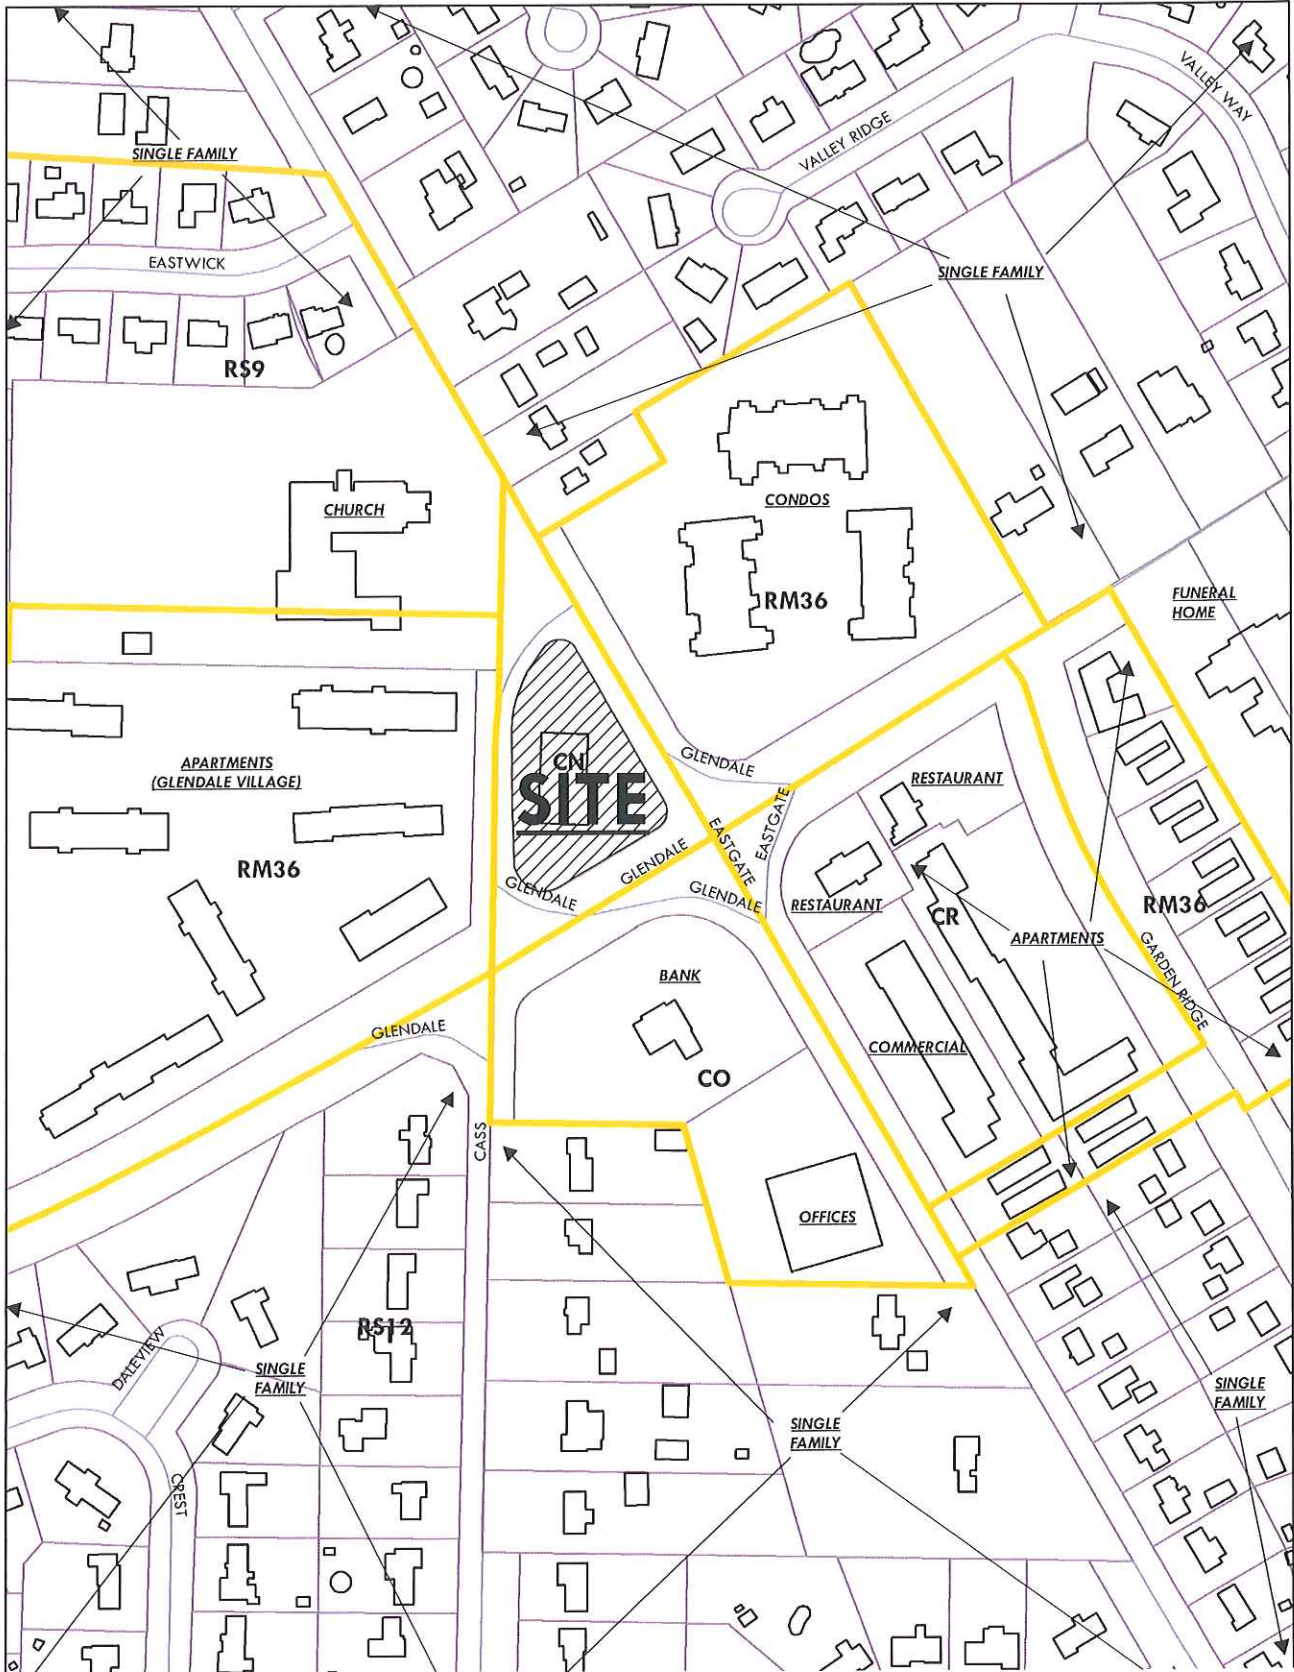 VALLEY WAY
VALLEY RIDGE
SINGLE FAMILY
EASTWICK
SINGLE FAMILY
RS9
CONDOS
CHURCH
RM36
FUNERAL
HOME
GLENDALE
APARTMENTS
(GLENDALE VILLAGE)
CN
SITE
RESTAURANT
EASTGATE
EASTGATE
GLENDALE
RM36
GLENDALE
GLENDALE
RESTAURANT
CR
RM36
APARTMENTS
GARDEN RIDGE
BANK
GLENDALE
COMMERCIAL
CO
CASS
OFFICES
RS12
DALEVIEW
SINGLE
FAMILY
SINGLE
FAMILY
SINGLE
FAMILY
CREST